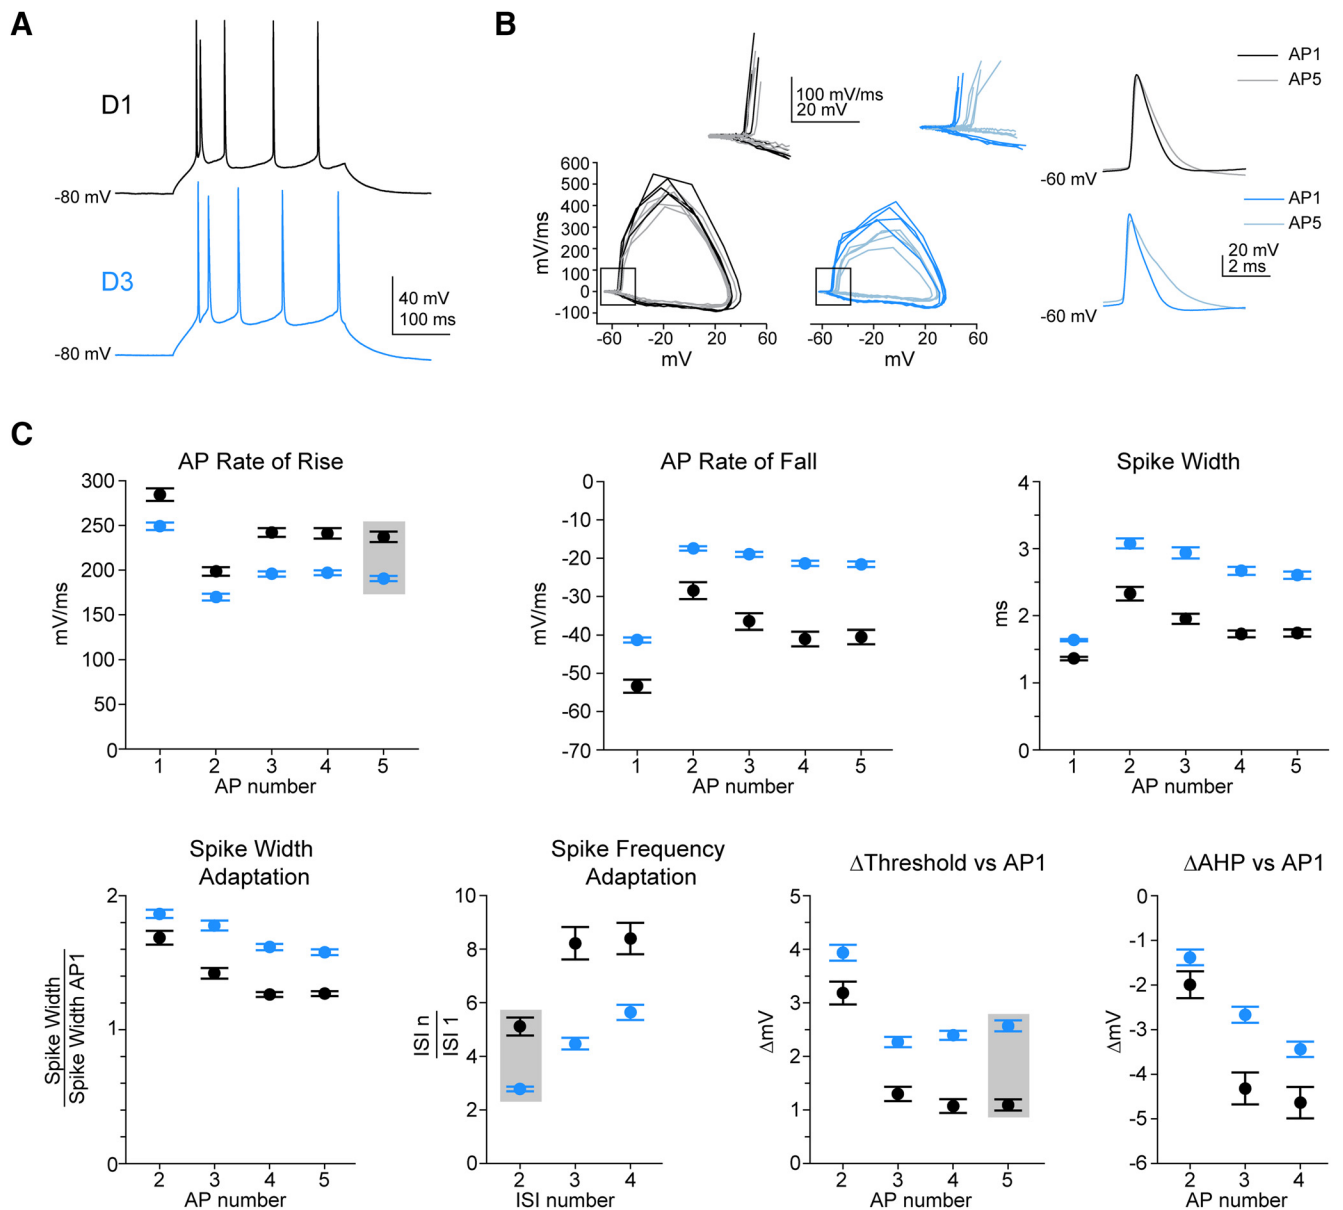 A
D1
-80 mV
D3
-80 mV
40 mV
100 ms
B
100 mV/ms
20 mV
600
500
400
300
200
100
0
-100
mV/ms
-60
-20
20
60
mV
-60
-20
20
60
mV
AP1
AP5
-60 mV
AP1
AP5
20 mV
2 ms
-60 mV
C
AP Rate of Rise
300
250
200
150
100
50
0
mV/ms
1 2 3 4 5
AP number
AP Rate of Fall
0
-10
-20
-30
-40
-50
-60
-70
mV/ms
1 2 3 4 5
AP number
Spike Width
4
3
2
1
0
ms
1 2 3 4 5
AP number
Spike Width
Adaptation
2
1
0
Spike Width
Spike Width AP1
2 3 4 5
AP number
Spike Frequency
Adaptation
10
8
6
4
2
0
ISI n
ISI 1
2 3 4
ISI number
ΔThreshold vs AP1
5
4
3
2
1
0
ΔmV
2 3 4 5
AP number
ΔAHP vs AP1
0
-1
-2
-3
-4
-5
-6
ΔmV
2 3 4
AP number